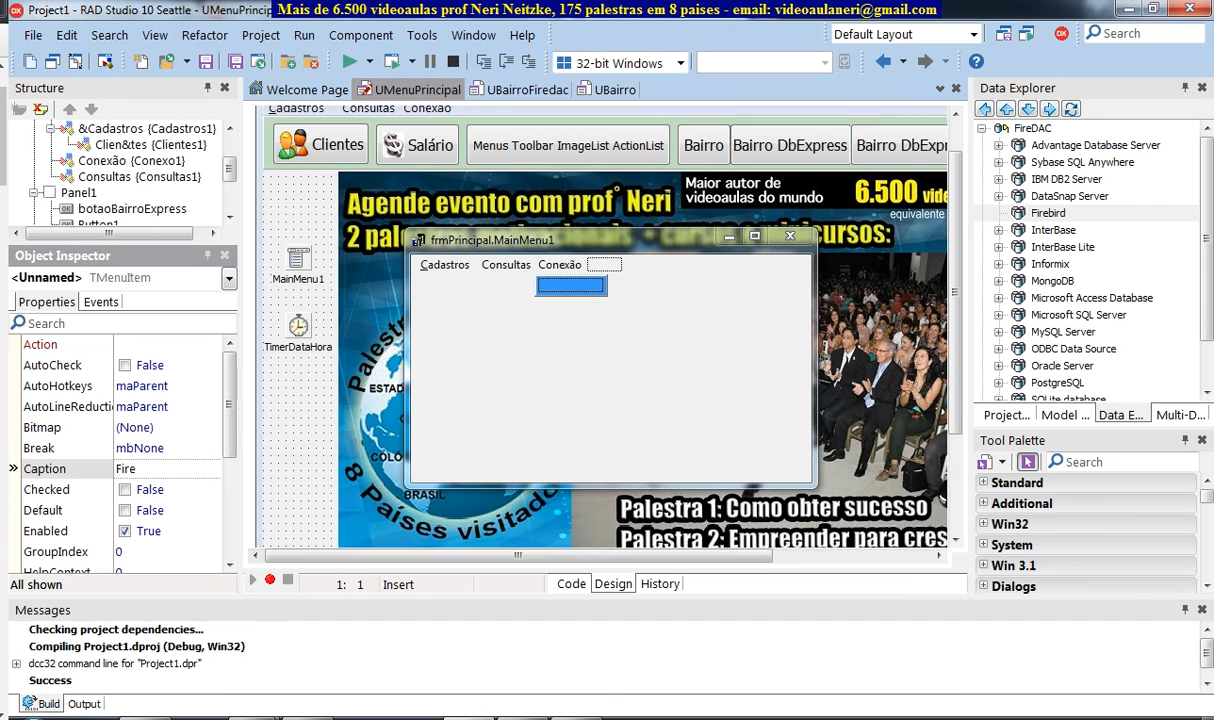 Mais de 6.500 videoaulas prof Neri Neitzke, 175 palestras em 8 paises - email: videoaulaneri@gmail.com
Project1 - RAD Studio 10 Seattle - UMenuPrincip
File Edit Search View Refactor Project Run Component Tools Window Help
Default Layout
Search
32-bit Windows
Structure
Welcome Page UMenuPrincipal UBairroFiredac UBairro
Data Explorer
&Cadastros {Cadastros1}
Clien&tes {Clientes1}
Conexão {Conexo1}
Consultas {Consultas1}
Panel1
botaoBairroExpress
Button1
Cadastros Consultas Conexão
Clientes Salário Menus Toolbar ImageList ActionList Bairro Bairro DbExpress Bairro DbExpr
FireDAC
Advantage Database Server
Sybase SQL Anywhere
IBM DB2 Server
DataSnap Server
Firebird
InterBase
InterBase Lite
Informix
MongoDB
Microsoft Access Database
Microsoft SQL Server
MySQL Server
ODBC Data Source
Oracle Server
PostgreSQL
SQLite database
Project... Model ... Data E... Multi-D...
Agende evento com prof° Neri
Maior autor de
videoaulas do mundo
6.500 vide
equivalente
MainMenu1
TimerDataHora
frmPrincipal.MainMenu1
Cadastros Consultas Conexão
BRASIL
8 Países visitad
Palestra 1: Como obter sucesso
Palestra 2: Empreender para cres
Object Inspector
<Unnamed> TMenuItem
Properties Events
Search
Action
AutoCheck False
AutoHotkeys maParent
AutoLineReducti maParent
Bitmap (None)
Break mbNone
Caption Fire
Checked False
Default False
Enabled True
GroupIndex 0
HelpContext 0
All shown
1: 1 Insert
Code Design History
Tool Palette
Search
Standard
Additional
Win32
System
Win 3.1
Dialogs
Messages
Checking project dependencies...
Compiling Project1.dproj (Debug, Win32)
dcc32 command line for "Project1.dpr"
Success
Build Output